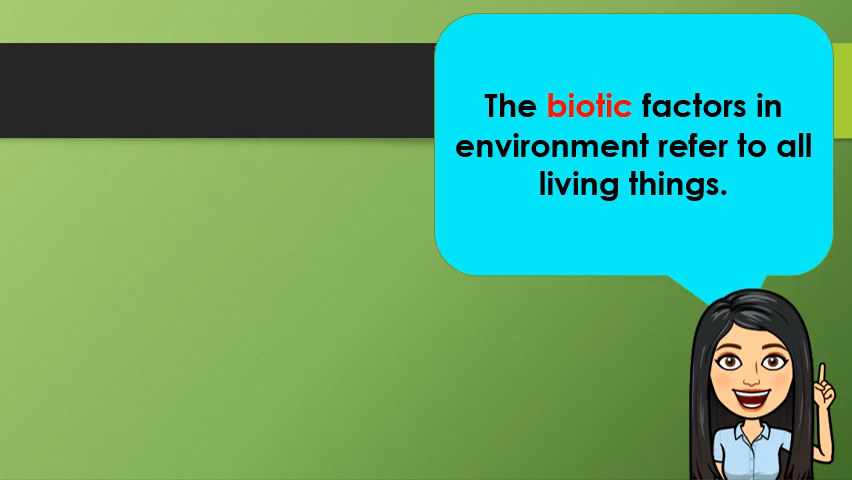 The biotic factors in
environment refer to all
living things.